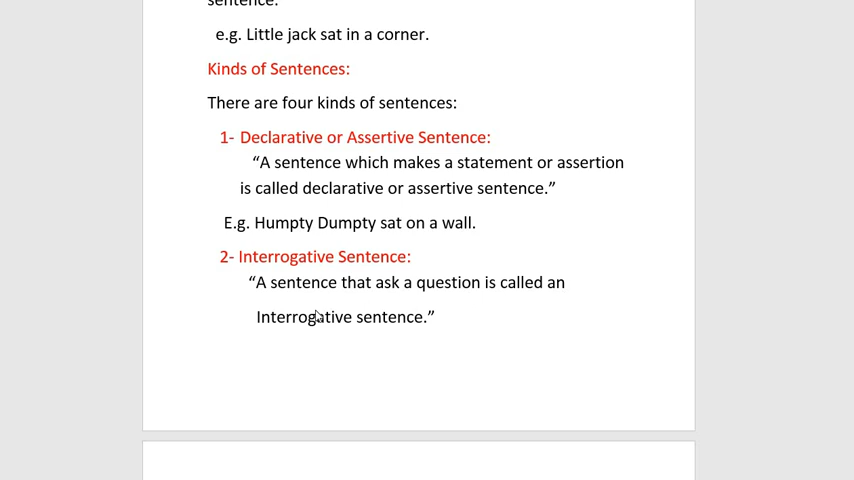 sentence.
e.g. Little jack sat in a corner.
Kinds of Sentences:
There are four kinds of sentences:
1- Declarative or Assertive Sentence:
“A sentence which makes a statement or assertion
is called declarative or assertive sentence.”
E.g. Humpty Dumpty sat on a wall.
2- Interrogative Sentence:
“A sentence that ask a question is called an
Interrogative sentence.”